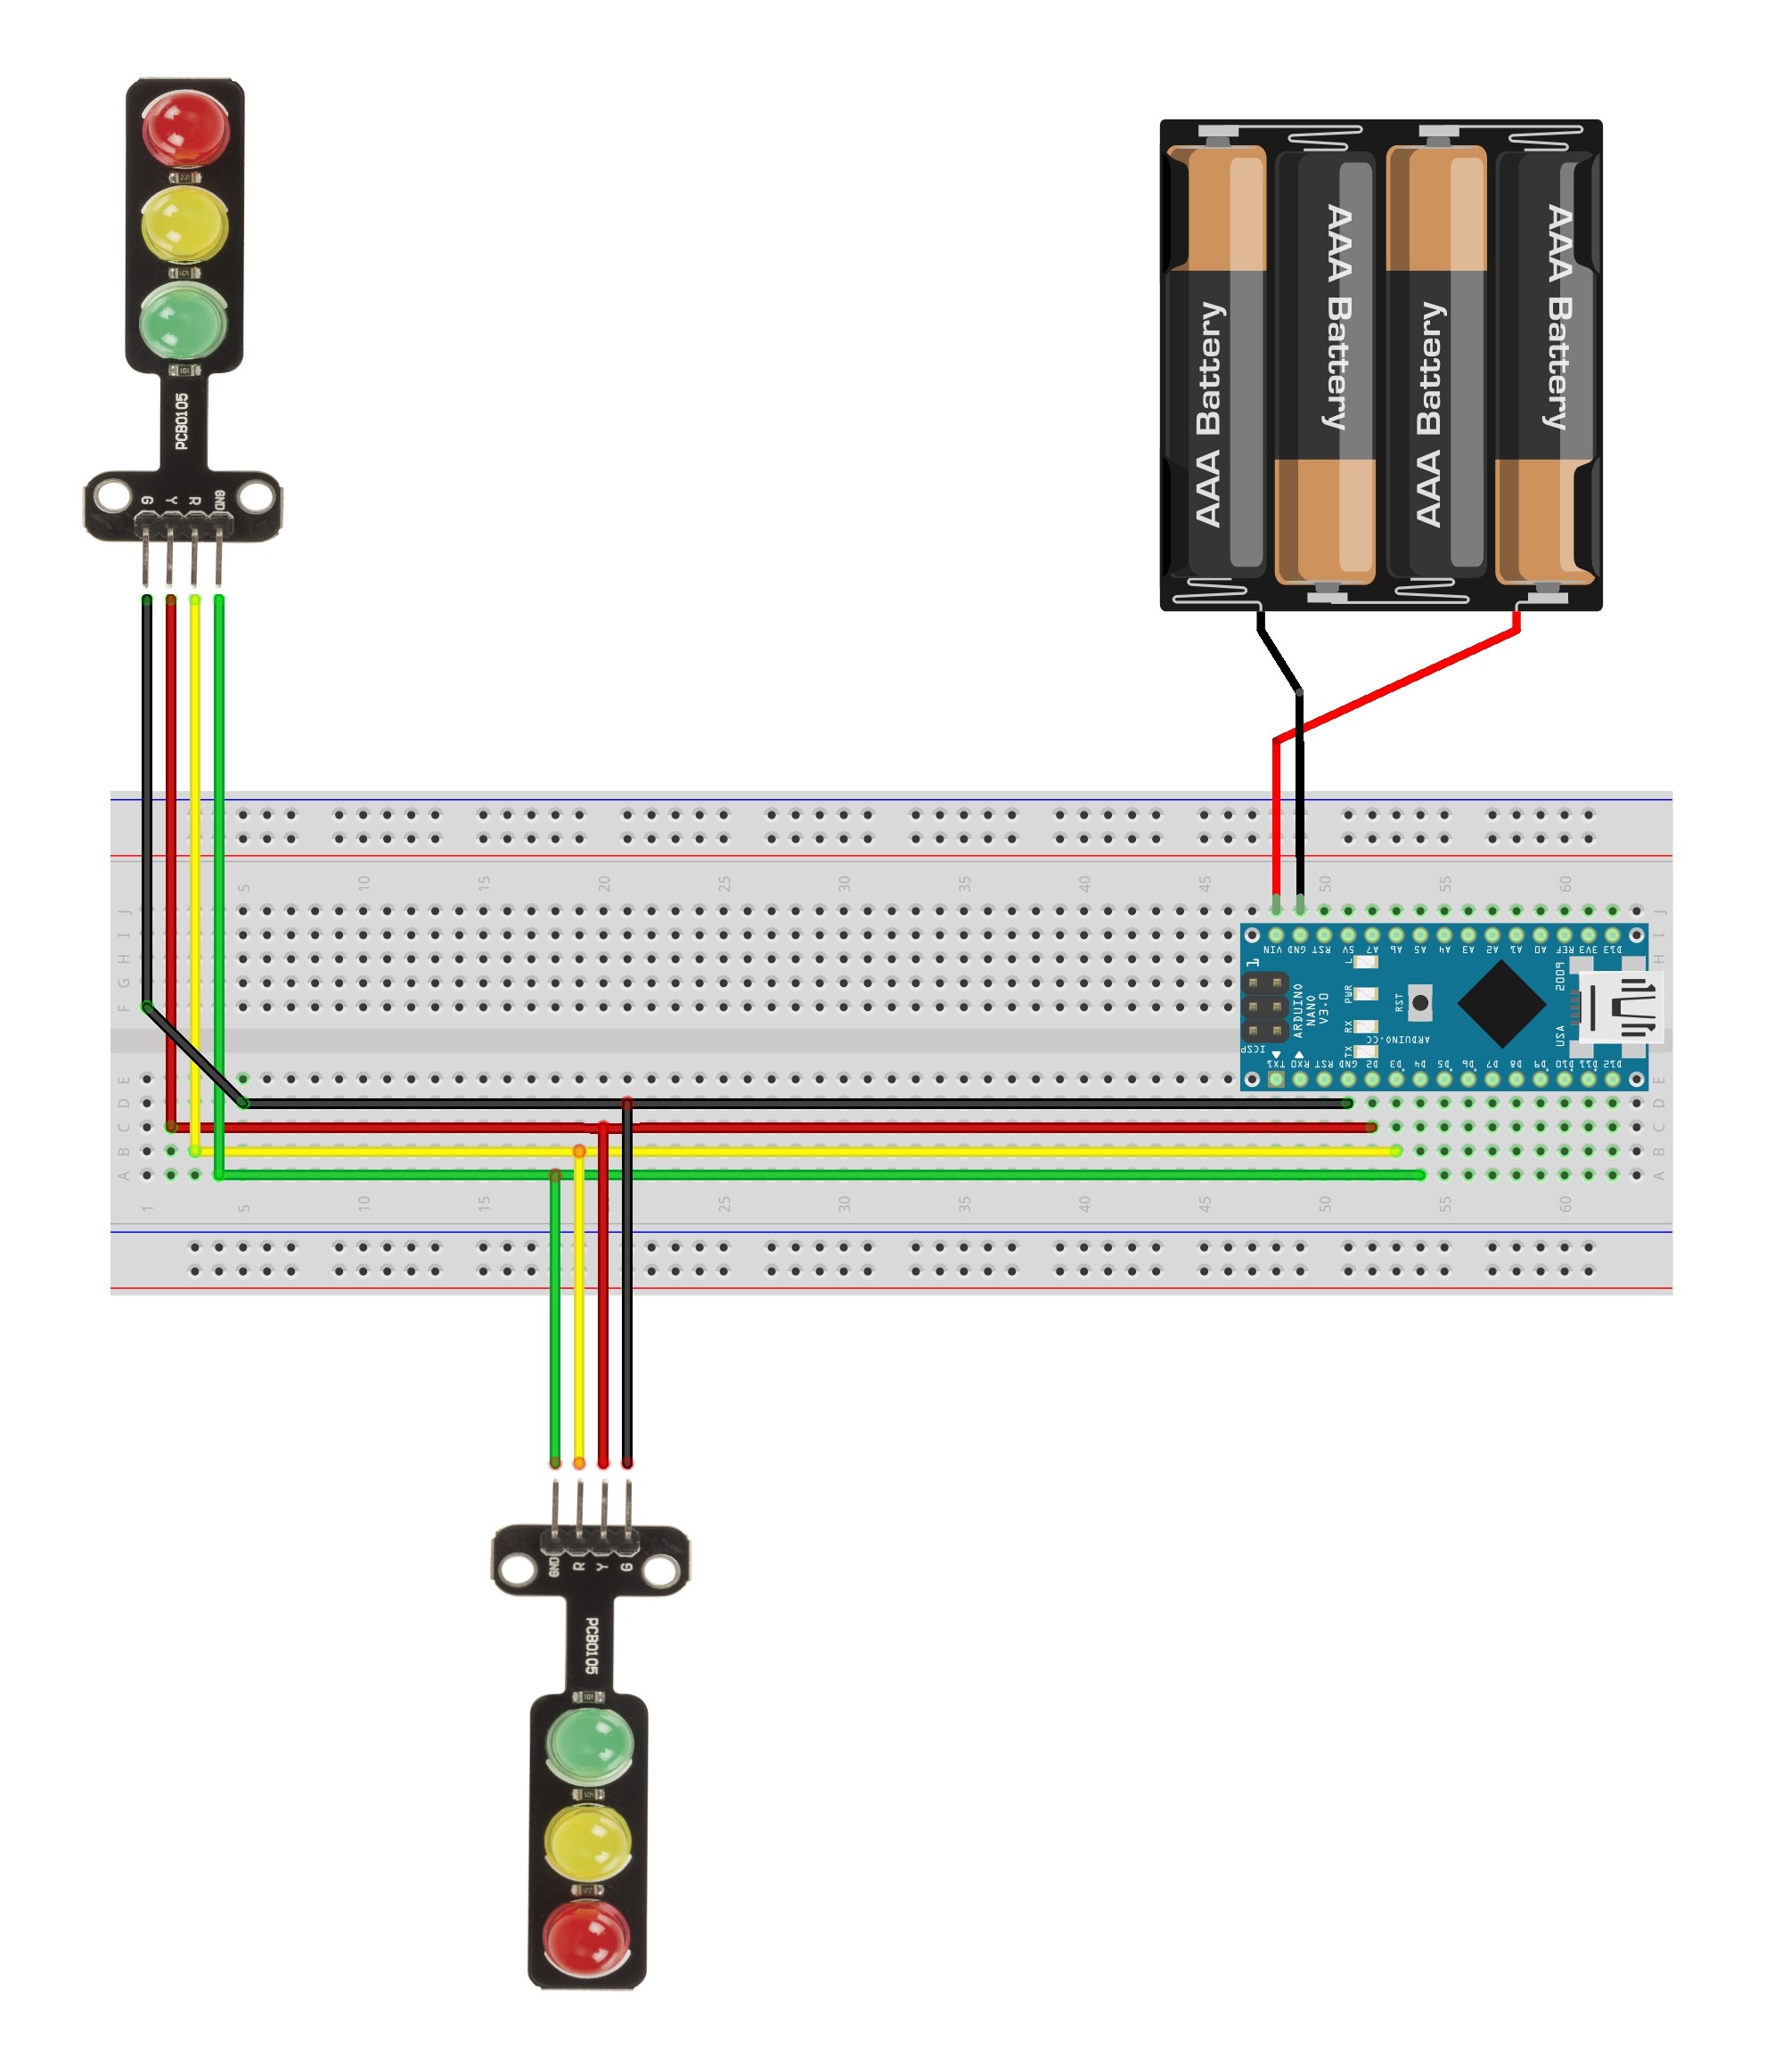 G Y R GND
PCB0105
221
101
AAA Battery
AAA Battery
AAA Battery
AAA Battery
5 10 15 20 25 30 35 40 45 50 55 60
J
I
H
G
F
J
I
H
VIN GND RST 5V A7 A6 A5 A4 A3 A2 A1 A0 REF 3V3 D13
L
PWR
RX
TX
RST
1
ICSP
ARDUINO
NANO
V3.0
ARDUINO.CC
2009
USA
TX1 RX0 RST GND D2 D3 D4 D5 D6 D7 D8 D9 D10 D11 D12
E
D
C
B
A
E
D
C
B
A
1 5 10 15 25 30 35 40 45 50 55 60
GND R Y G
PCB0105
101